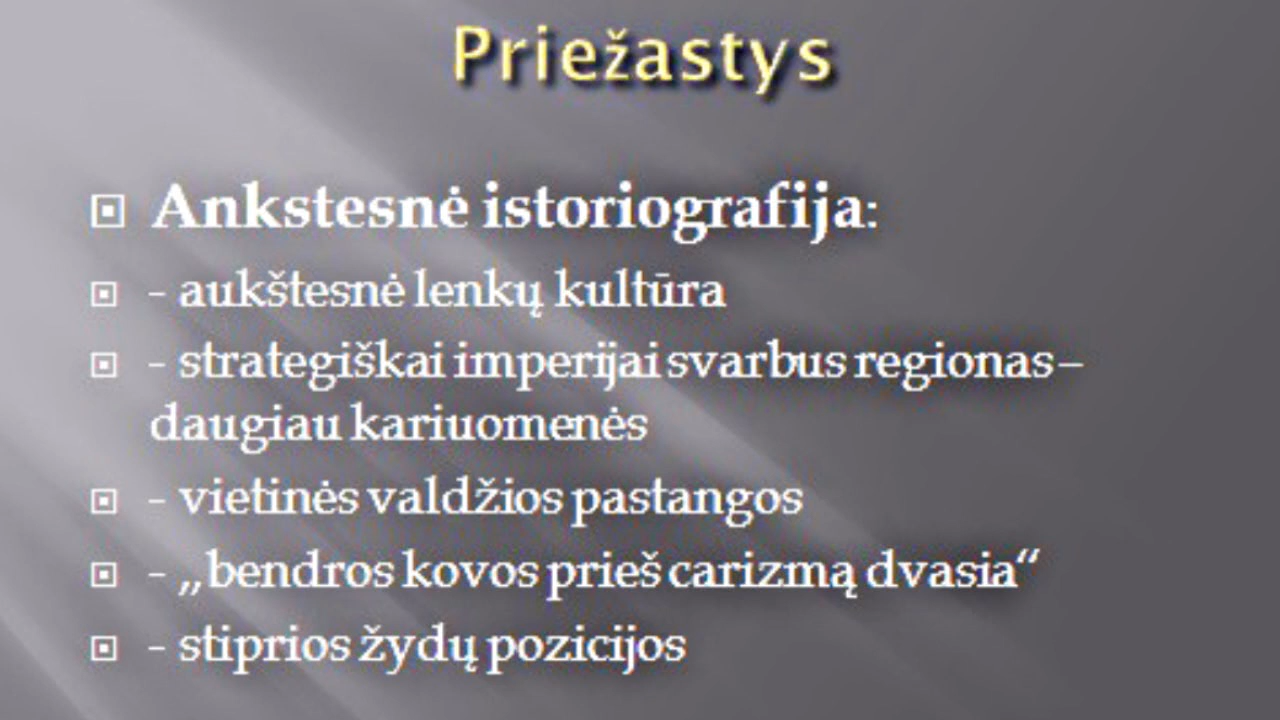 Priežastys
Ankstesnė istoriografija:
- aukštesnė lenkų kultūra
- strategiškai imperijai svarbus regionas –
daugiau kariuomenės
- vietinės valdžios pastangos
- „bendros kovos prieš carizmą dvasia“
- stiprios žydų pozicijos